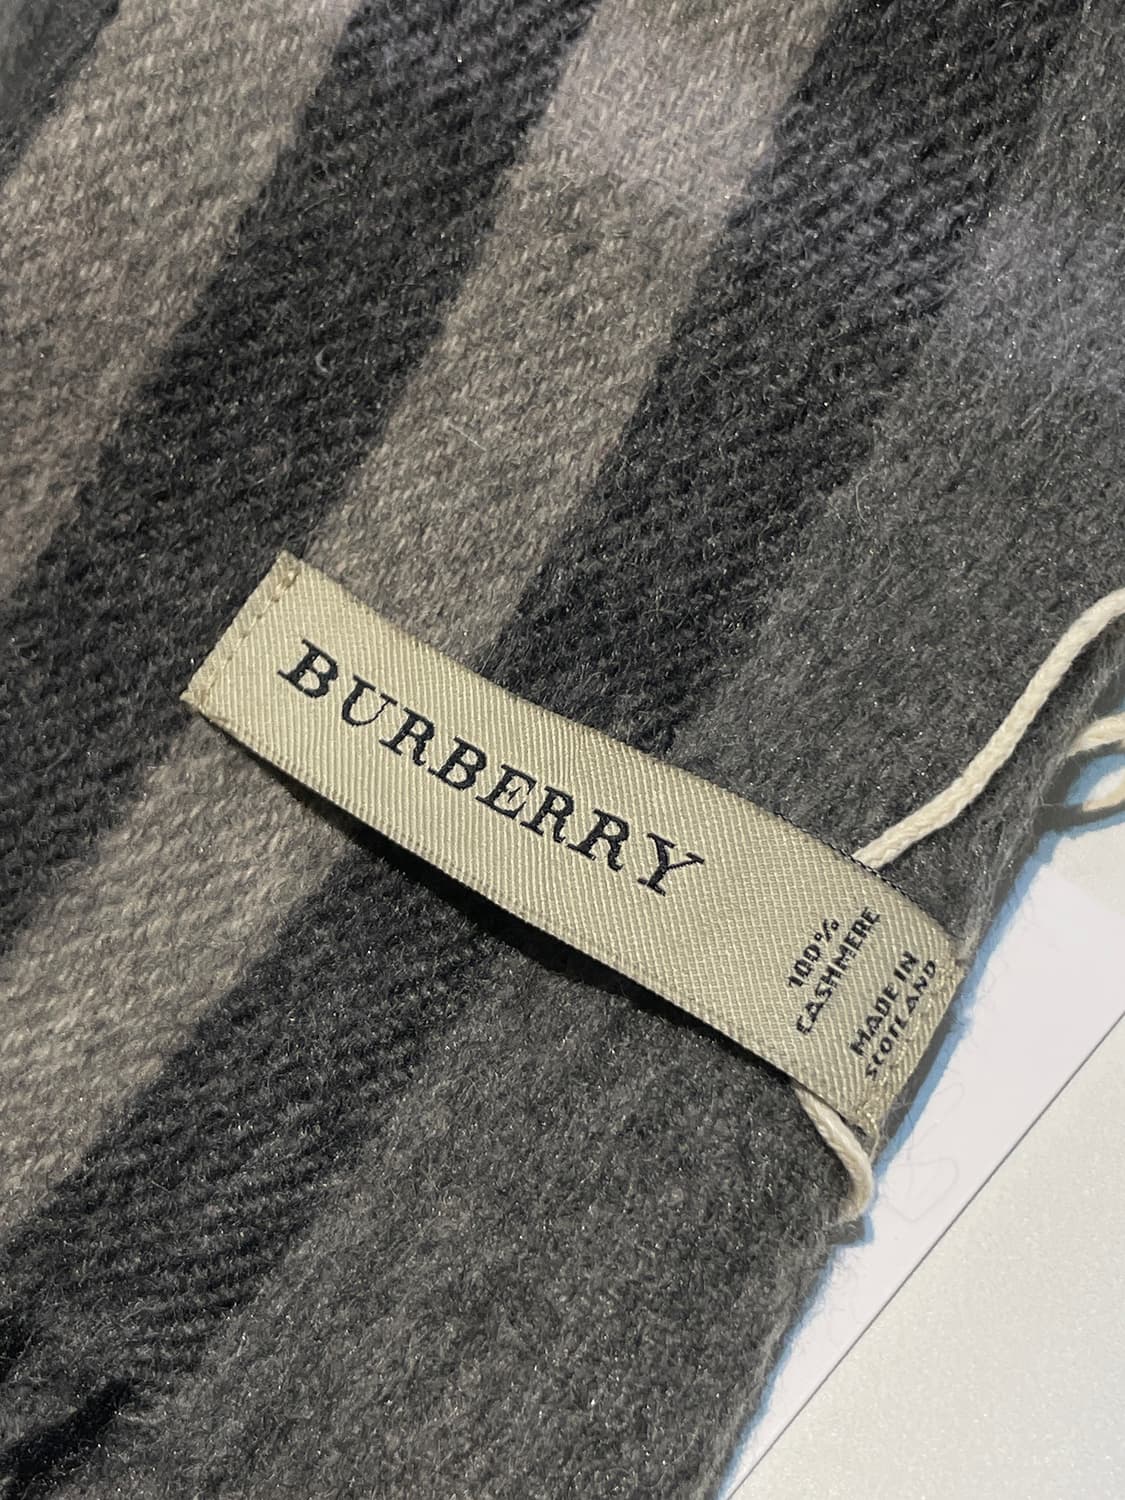 BURBERRY
100%
CASHMERE
MADE IN
SCOTLAND